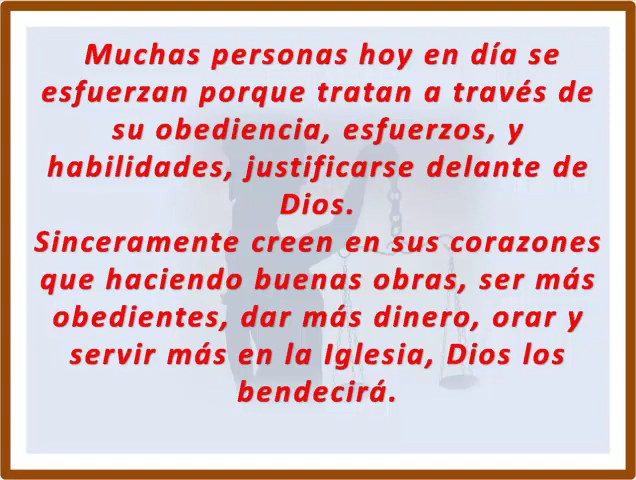 Muchas personas hoy en día se
esfuerzan porque tratan a través de
su obediencia, esfuerzos, y
habilidades, justificarse delante de
Dios.
Sinceramente creen en sus corazones
que haciendo buenas obras, ser más
obedientes, dar más dinero, orar y
servir más en la Iglesia, Dios los
bendecirá.